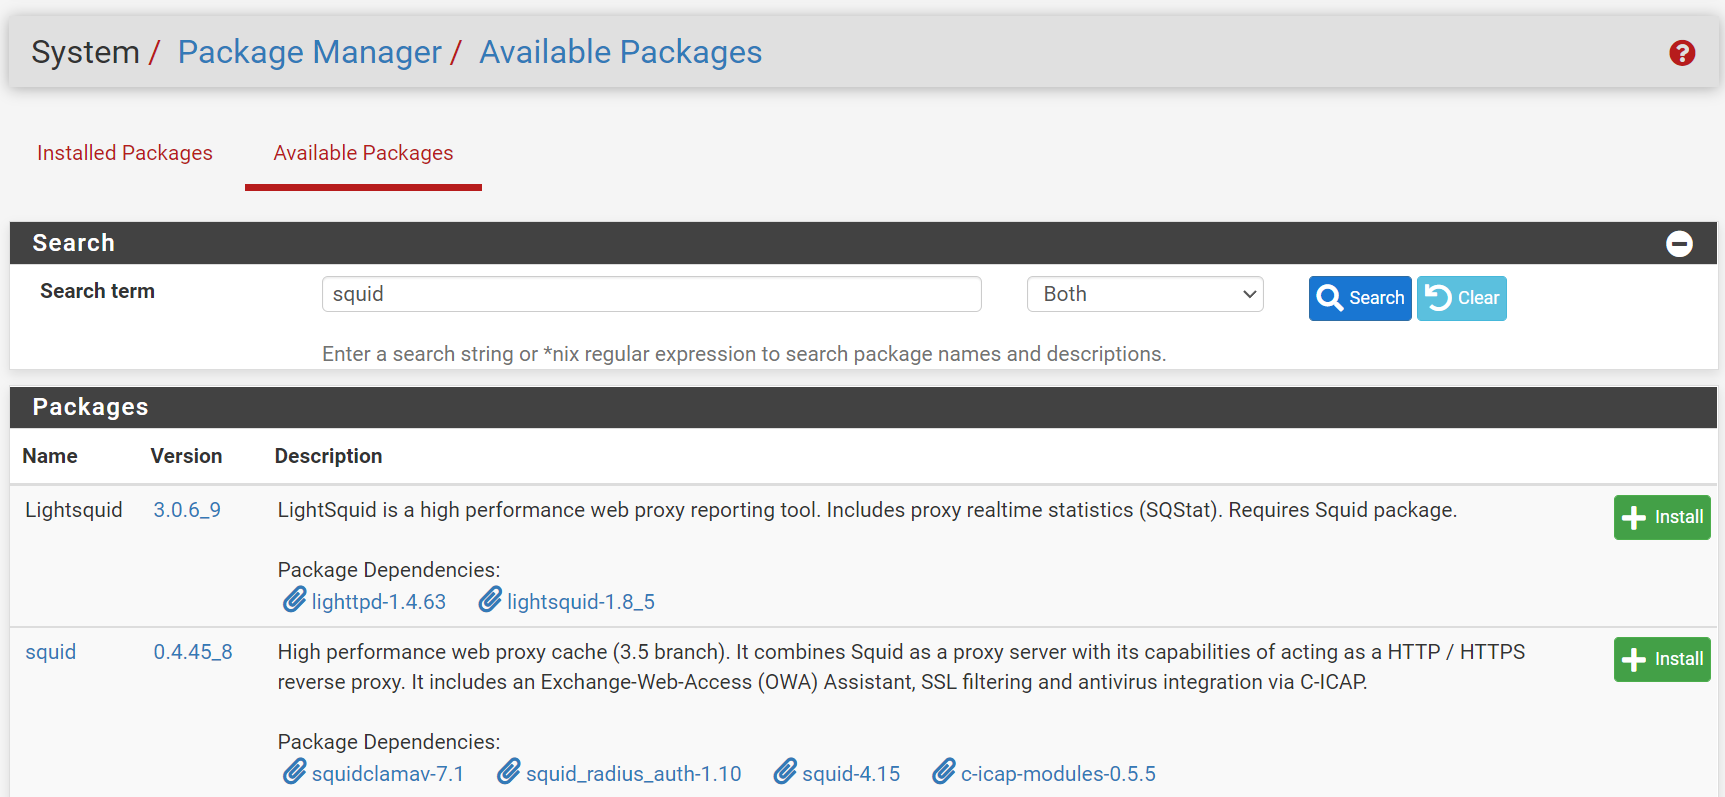 System / Package Manager / Available Packages
Installed Packages Available Packages
Search
Search term squid Both Search Clear
Enter a search string or *nix regular expression to search package names and descriptions.
Packages
Name Version Description
Lightsquid 3.0.6_9 LightSquid is a high performance web proxy reporting tool. Includes proxy realtime statistics (SQStat). Requires Squid package. Install
Package Dependencies:
lighttpd-1.4.63 lightsquid-1.8_5
squid 0.4.45_8 High performance web proxy cache (3.5 branch). It combines Squid as a proxy server with its capabilities of acting as a HTTP / HTTPS Install
reverse proxy. It includes an Exchange-Web-Access (OWA) Assistant, SSL filtering and antivirus integration via C-ICAP.
Package Dependencies:
squidclamav-7.1 squid_radius_auth-1.10 squid-4.15 c-icap-modules-0.5.5